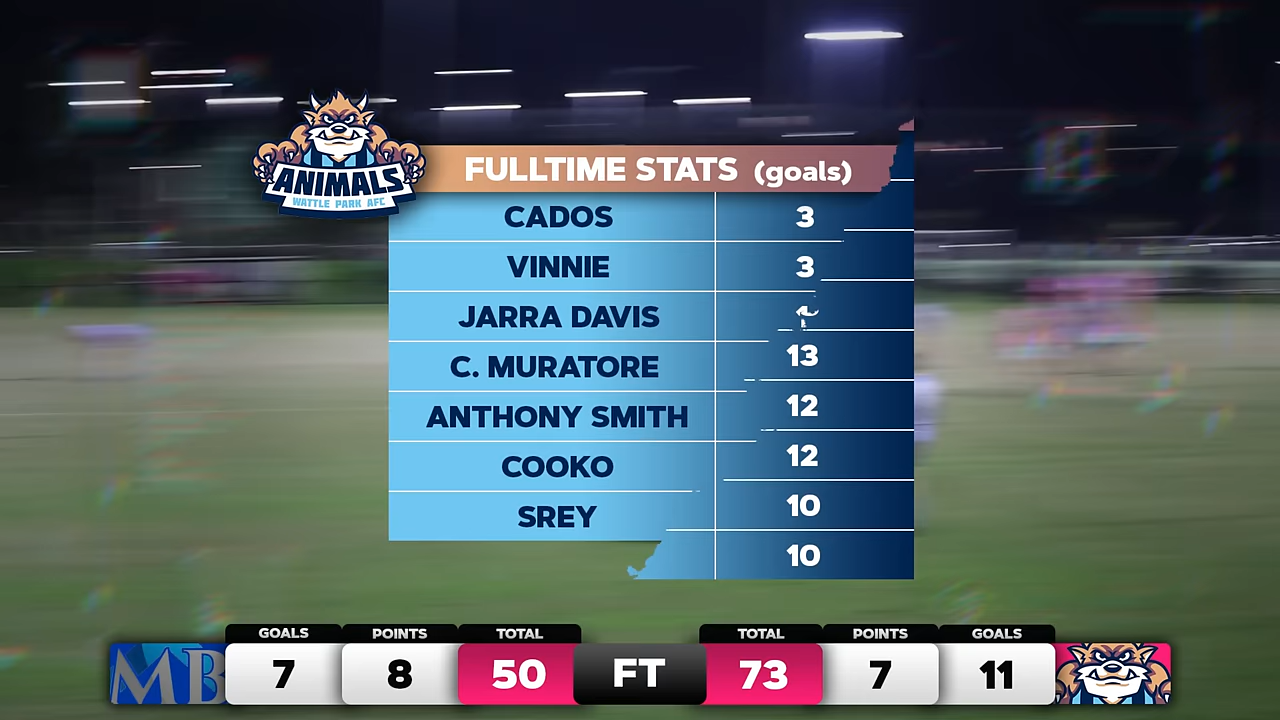 ANIMALS
WATTLE PARK AFC
FULLTIME STATS (goals)
CADOS 3
VINNIE 3
JARRA DAVIS
C. MURATORE 13
ANTHONY SMITH 12
COOKO 12
SREY 10
10
GOALS POINTS TOTAL TOTAL POINTS GOALS
MB 7 8 50 FT 73 7 11